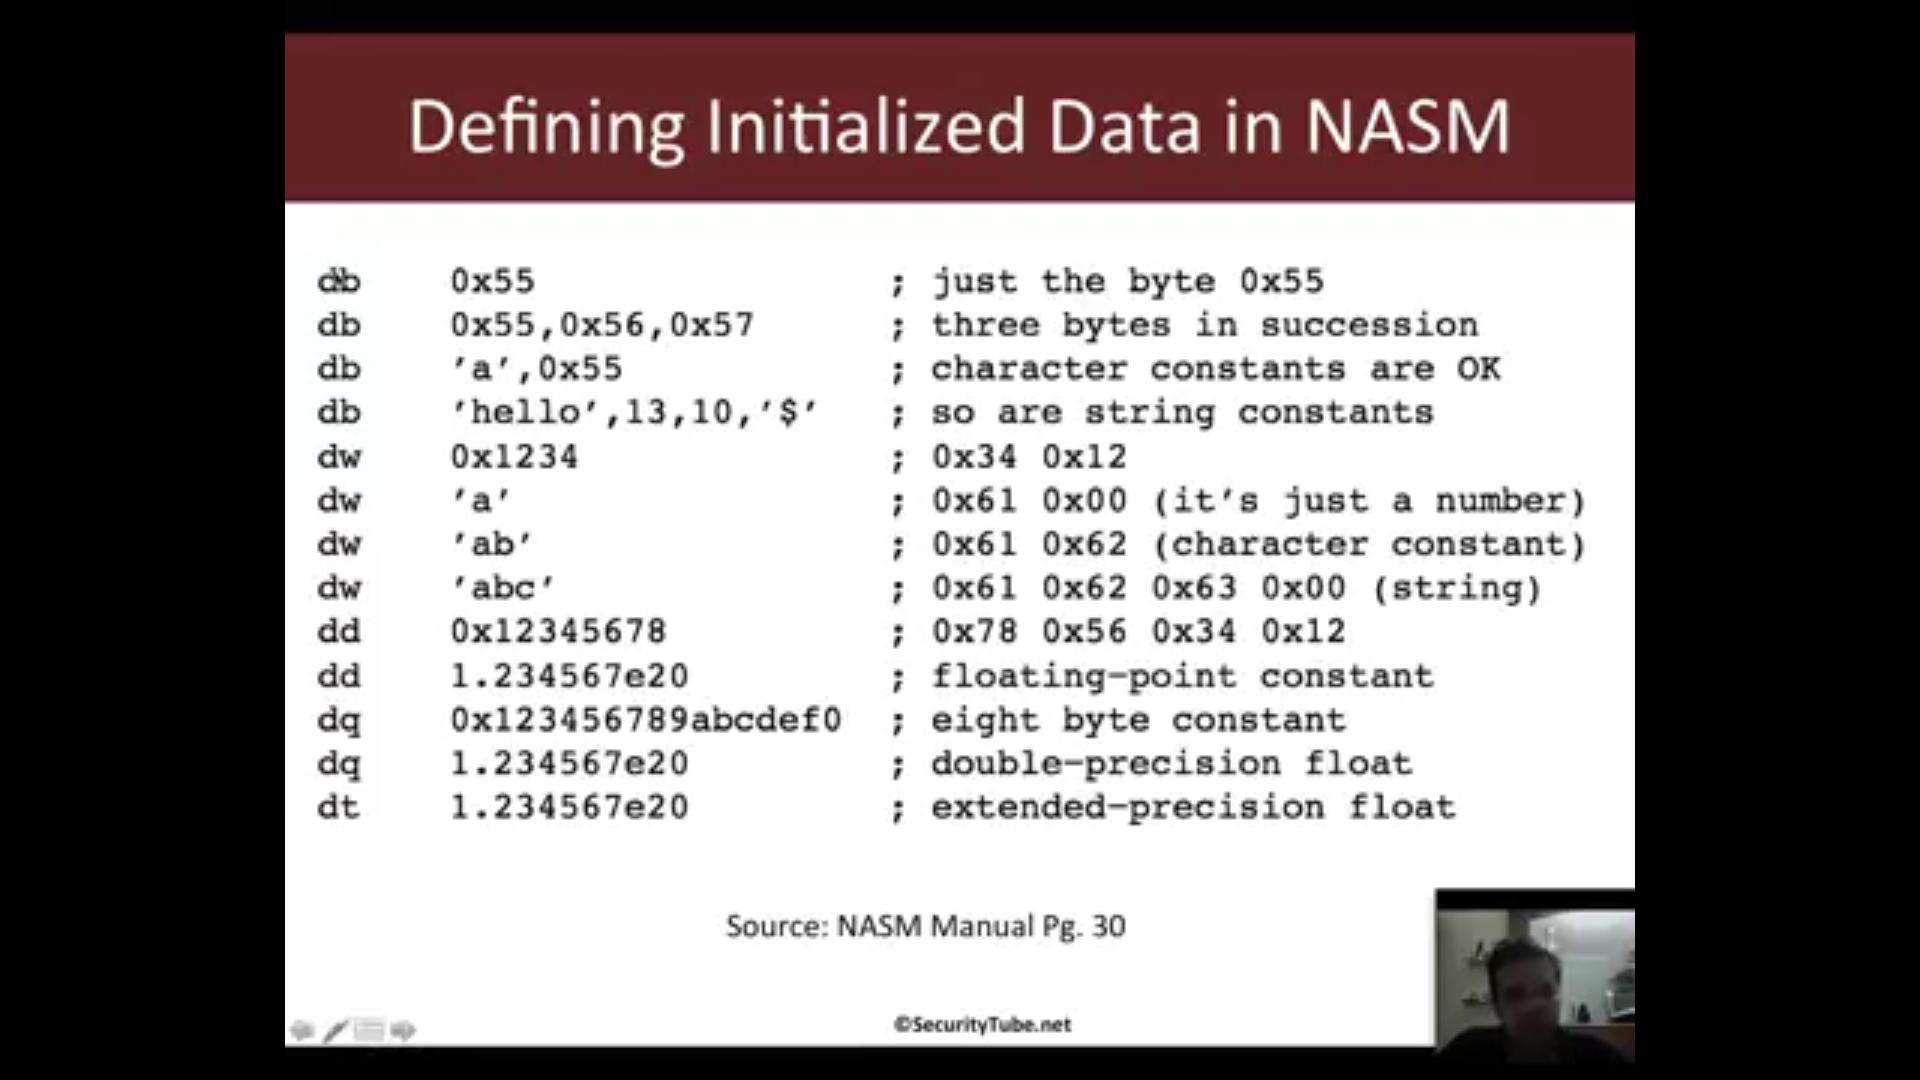 Defining Initialized Data in NASM
db 0x55 ; just the byte 0x55
db 0x55,0x56,0x57 ; three bytes in succession
db 'a',0x55 ; character constants are OK
db 'hello',13,10,'$' ; so are string constants
dw 0x1234 ; 0x34 0x12
dw 'a' ; 0x61 0x00 (it's just a number)
dw 'ab' ; 0x61 0x62 (character constant)
dw 'abc' ; 0x61 0x62 0x63 0x00 (string)
dd 0x12345678 ; 0x78 0x56 0x34 0x12
dd 1.234567e20 ; floating-point constant
dq 0x123456789abcdef0 ; eight byte constant
dq 1.234567e20 ; double-precision float
dt 1.234567e20 ; extended-precision float
Source: NASM Manual Pg. 30
©SecurityTube.net